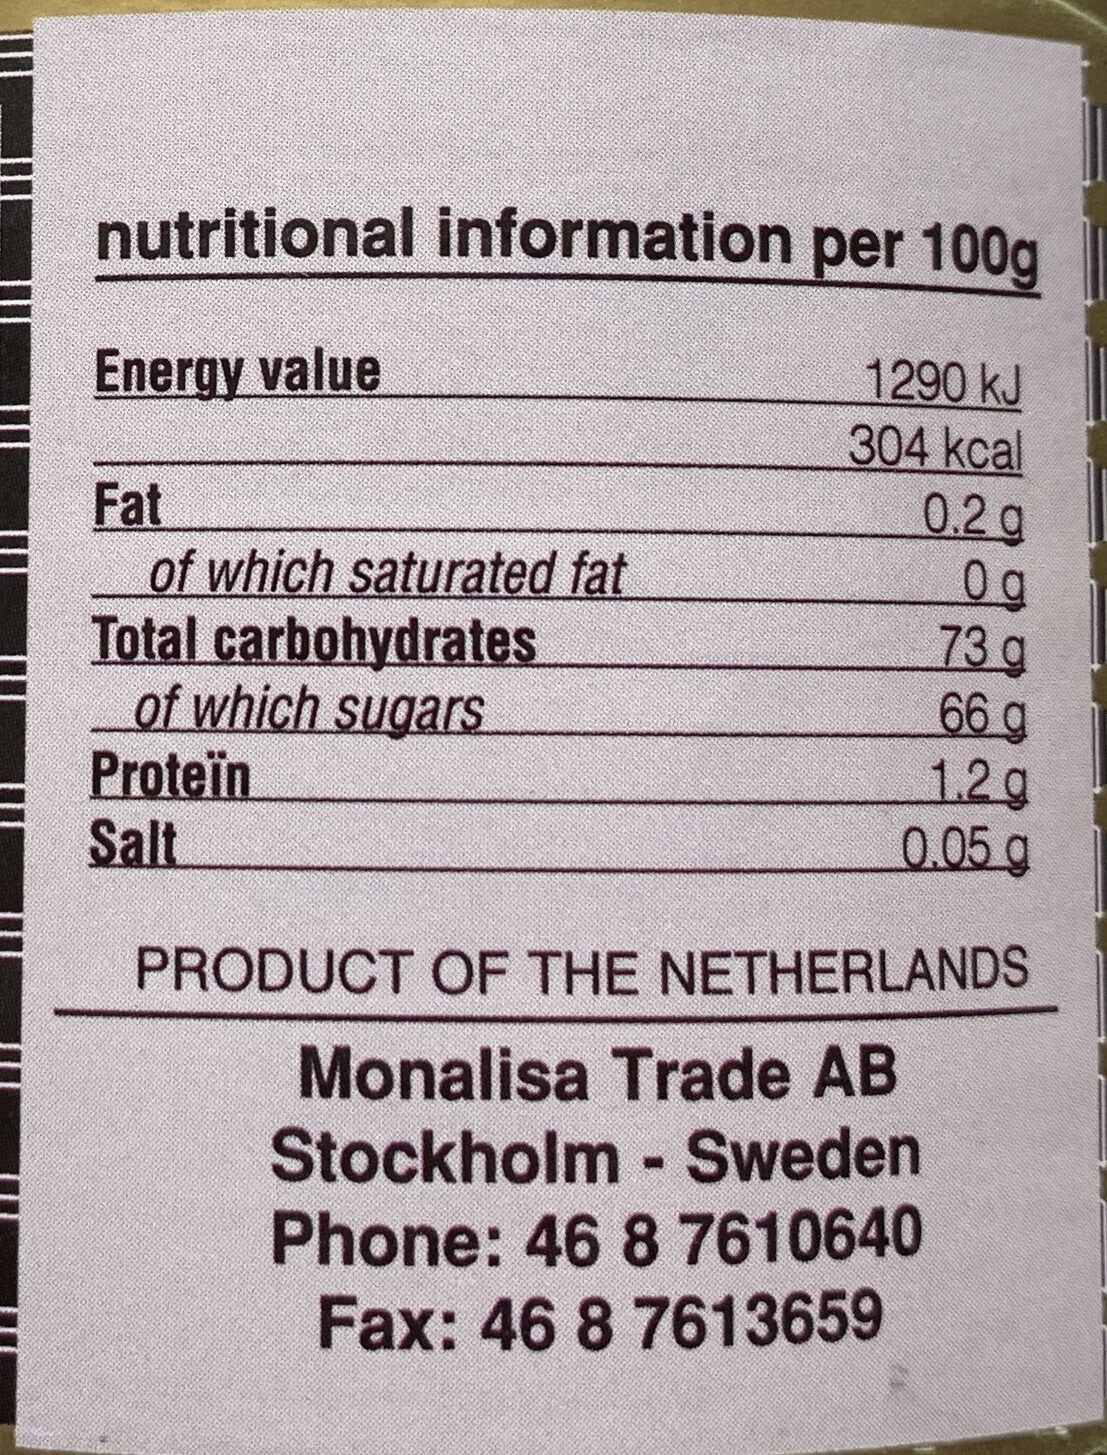 nutritional information per 100g
Energy value 1290 kJ
304 kcal
Fat 0.2 g
of which saturated fat 0 g
Total carbohydrates 73 g
of which sugars 66 g
Proteïn 1.2 g
Salt 0.05 g
PRODUCT OF THE NETHERLANDS
Monalisa Trade AB
Stockholm - Sweden
Phone: 46 8 7610640
Fax: 46 8 7613659